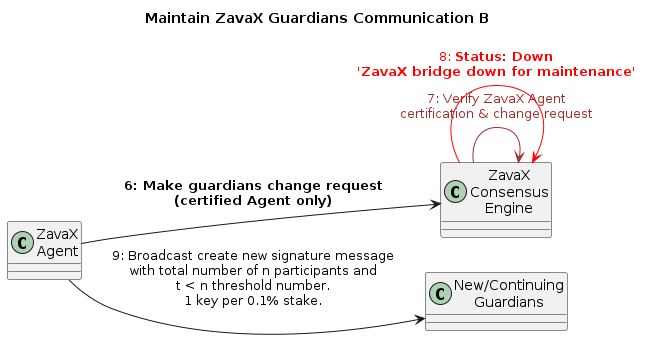 Maintain ZavaX Guardians Communication B
8: Status: Down
'ZavaX bridge down for maintenance'
7: Verify ZavaX Agent
certification & change request
6: Make guardians change request
(certified Agent only)
C
ZavaX
Consensus
Engine
C
ZavaX
Agent
9: Broadcast create new signature message
with total number of n participants and
t < n threshold number.
1 key per 0.1% stake.
C
New/Continuing
Guardians